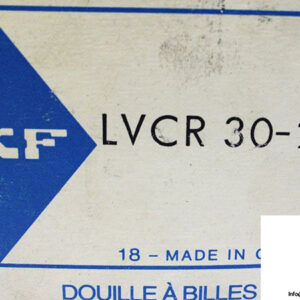 KF LVCR 30-
18 – MADE IN
DOUILLE À BILLES